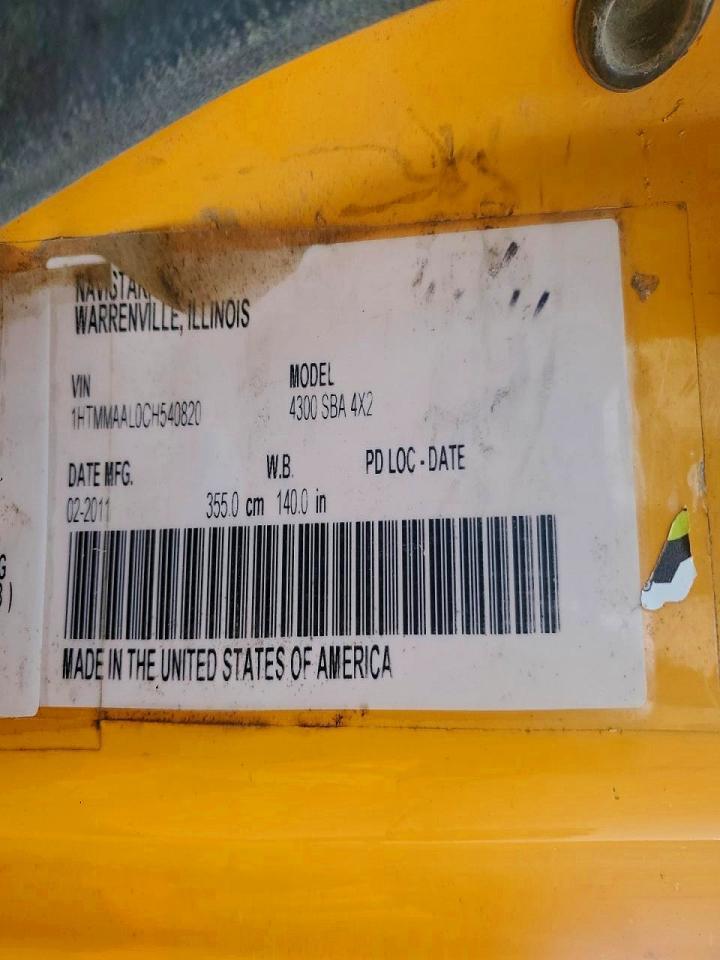 NAVISTAR,
WARRENVILLE, ILLINOIS
VIN MODEL
1HTMMAAL0CH540820 4300 SBA 4X2
DATE MFG. W.B. PD LOC - DATE
02-2011 355.0 cm 140.0 in
G
)
MADE IN THE UNITED STATES OF AMERICA